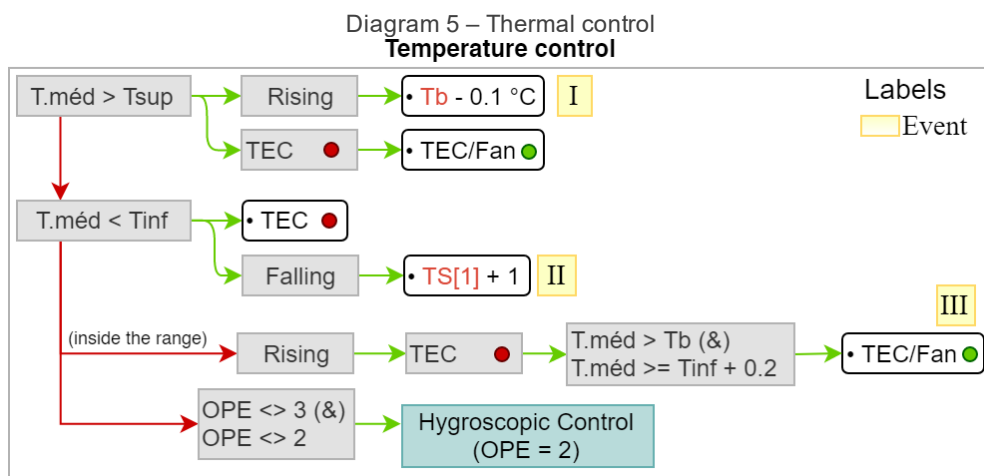 Diagram 5 – Thermal control
Temperature control
T.méd > Tsup
Rising
• Tb - 0.1 °C
I
Labels
Event
TEC
• TEC/Fan
T.méd < Tinf
• TEC
Falling
• TS[1] + 1
II
III
(inside the range)
Rising
TEC
T.méd > Tb (&)
T.méd >= Tinf + 0.2
• TEC/Fan
OPE <> 3 (&)
OPE <> 2
Hygroscopic Control
(OPE = 2)